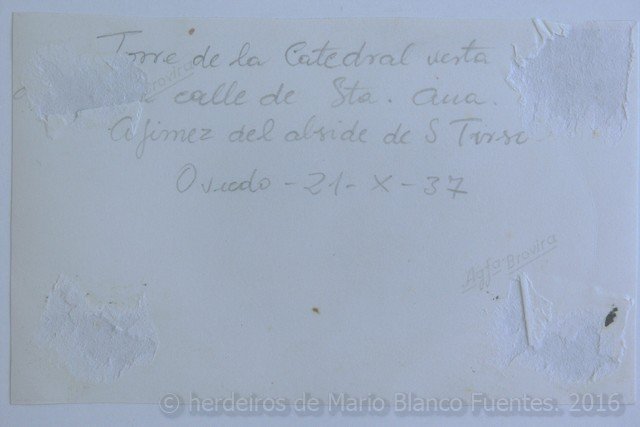 Torre de la Catedral vista
calle de Sta. Ana.
Ajimez del abside de S Tirso
Oviedo - 21 - X - 37
Agfa-Brovira
© herdeiros de Mario Blanco Fuentes. 2016